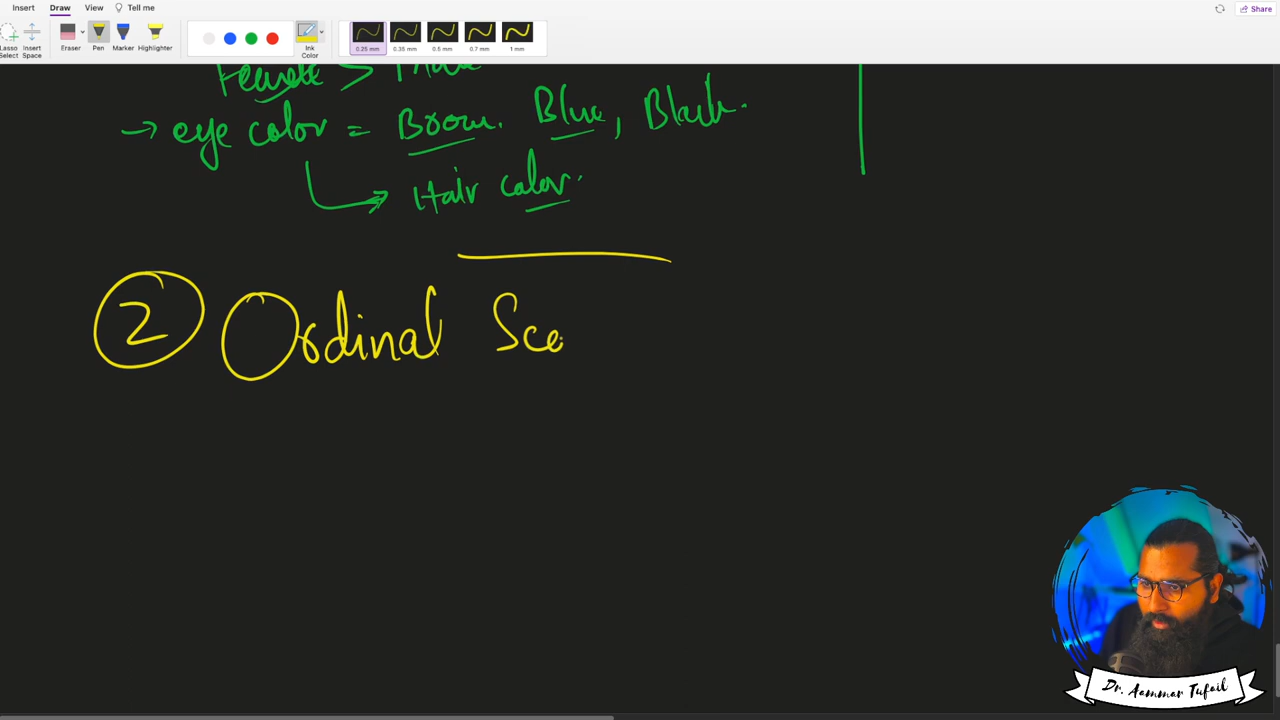 Insert Draw View Tell me Share
Lasso Select Insert Space Eraser Pen Marker Highlighter Ink Color 0.25 mm 0.35 mm 0.5 mm 0.7 mm 1 mm
Female >
→ eye color = Brown. Blue, Black.
Hair color.
2 Ordinal Sca
Dr. Aammar Tufail